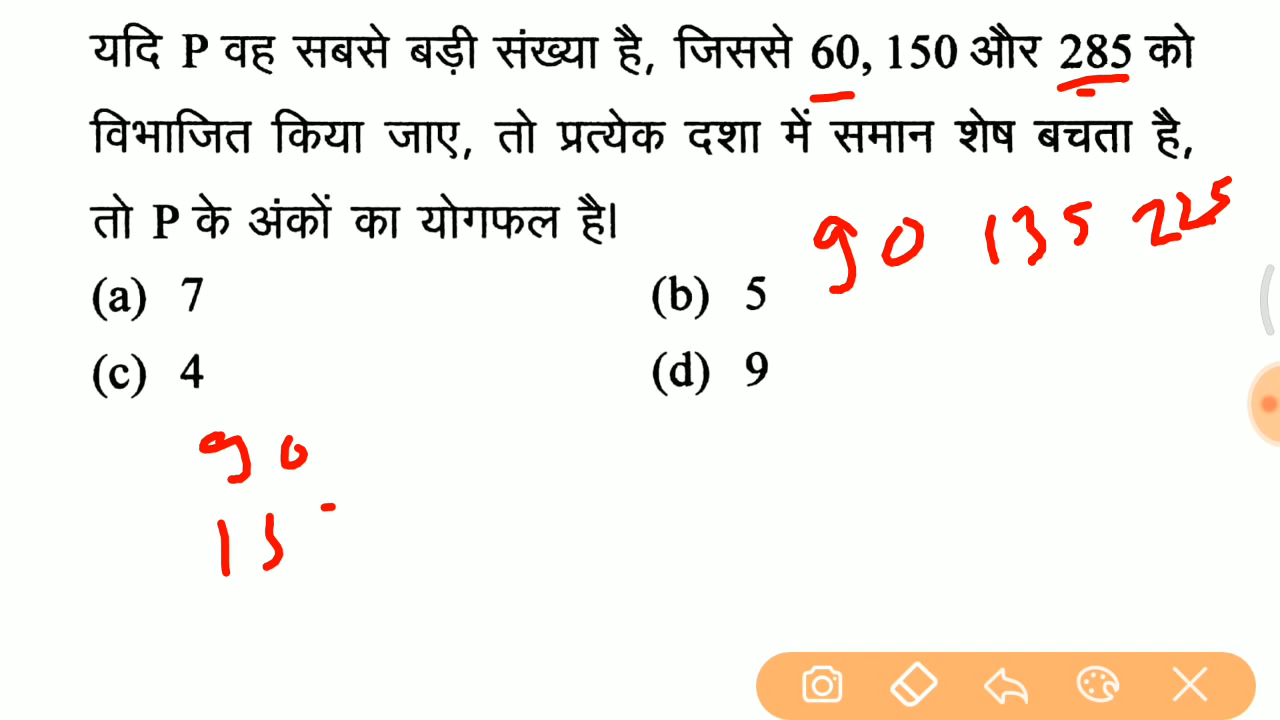 यदि P वह सबसे बड़ी संख्या है, जिससे 60, 150 और 285 को
विभाजित किया जाए, तो प्रत्येक दशा में समान शेष बचता है,
तो P के अंकों का योगफल है।
90 135 225
(a) 7 (b) 5
(c) 4 (d) 9
90
13